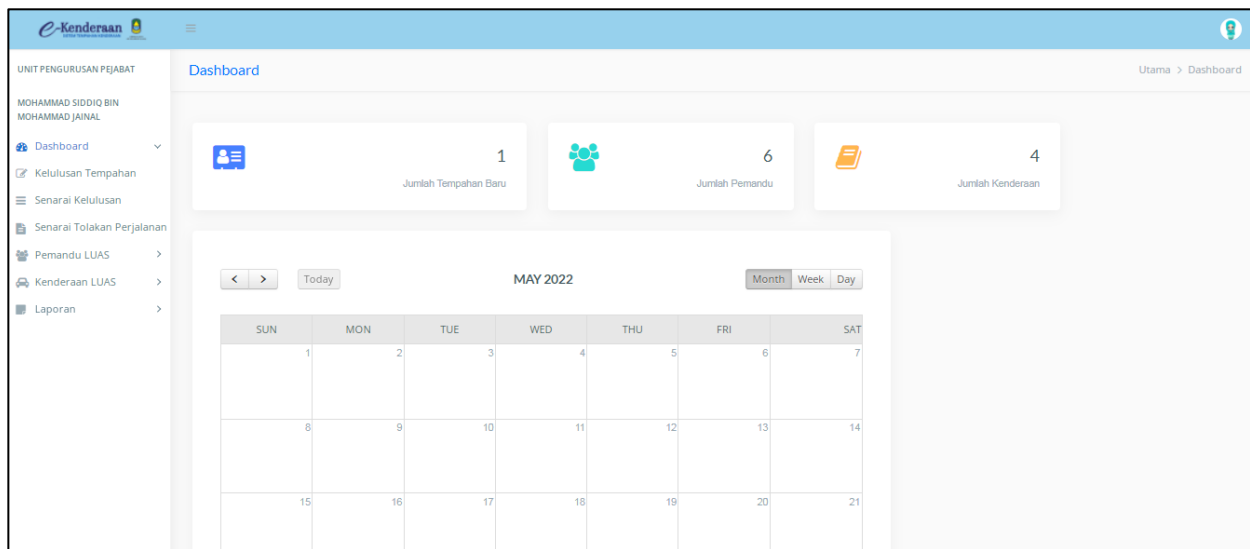 e-Kenderaan
UNIT PENGURUSAN PEJABAT
MOHAMMAD SIDDIQ BIN
MOHAMMAD JAINAL
Dashboard
Kelulusan Tempahan
Senarai Kelulusan
Senarai Tolakan Perjalanan
Pemandu LUAS
Kenderaan LUAS
Laporan
Dashboard
Utama > Dashboard
1
Jumlah Tempahan Baru
6
Jumlah Pemandu
4
Jumlah Kenderaan
Today
MAY 2022
Month Week Day
SUN MON TUE WED THU FRI SAT
1 2 3 4 5 6 7
8 9 10 11 12 13 14
15 16 17 18 19 20 21